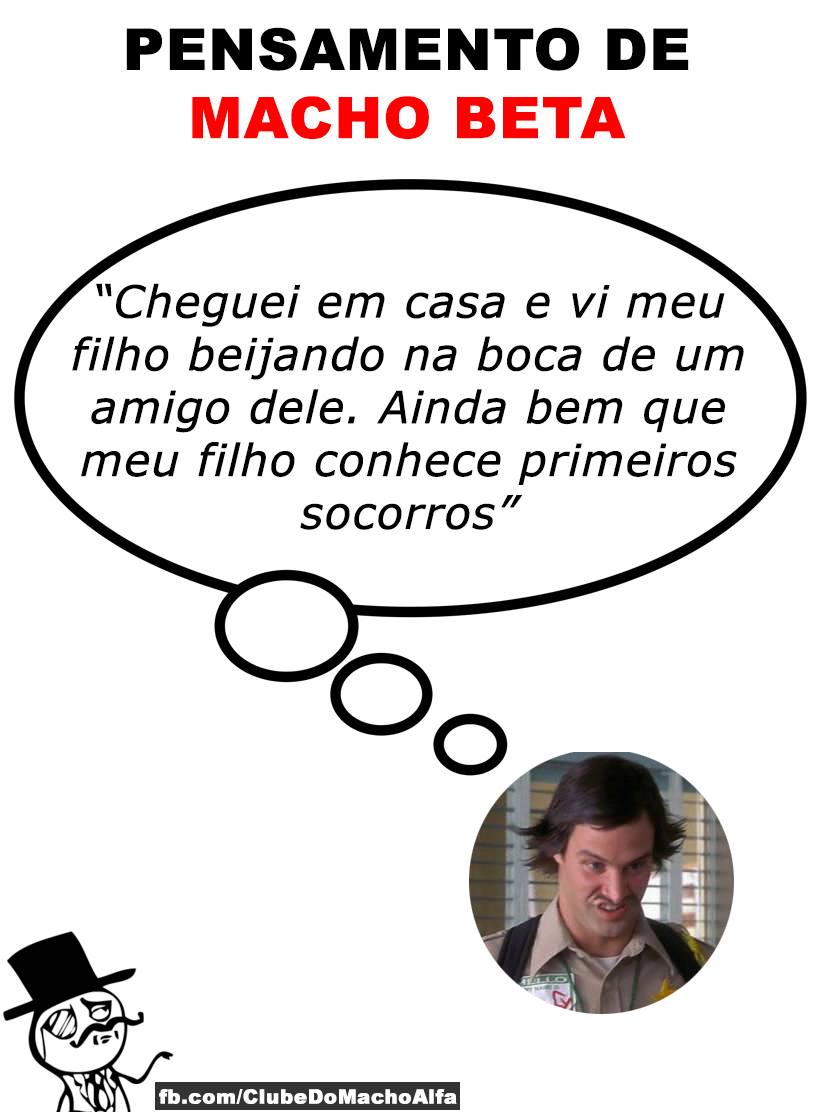 PENSAMENTO DE
MACHO BETA
“Cheguei em casa e vi meu
filho beijando na boca de um
amigo dele. Ainda bem que
meu filho conhece primeiros
socorros”
fb.com/ClubeDoMachoAlfa